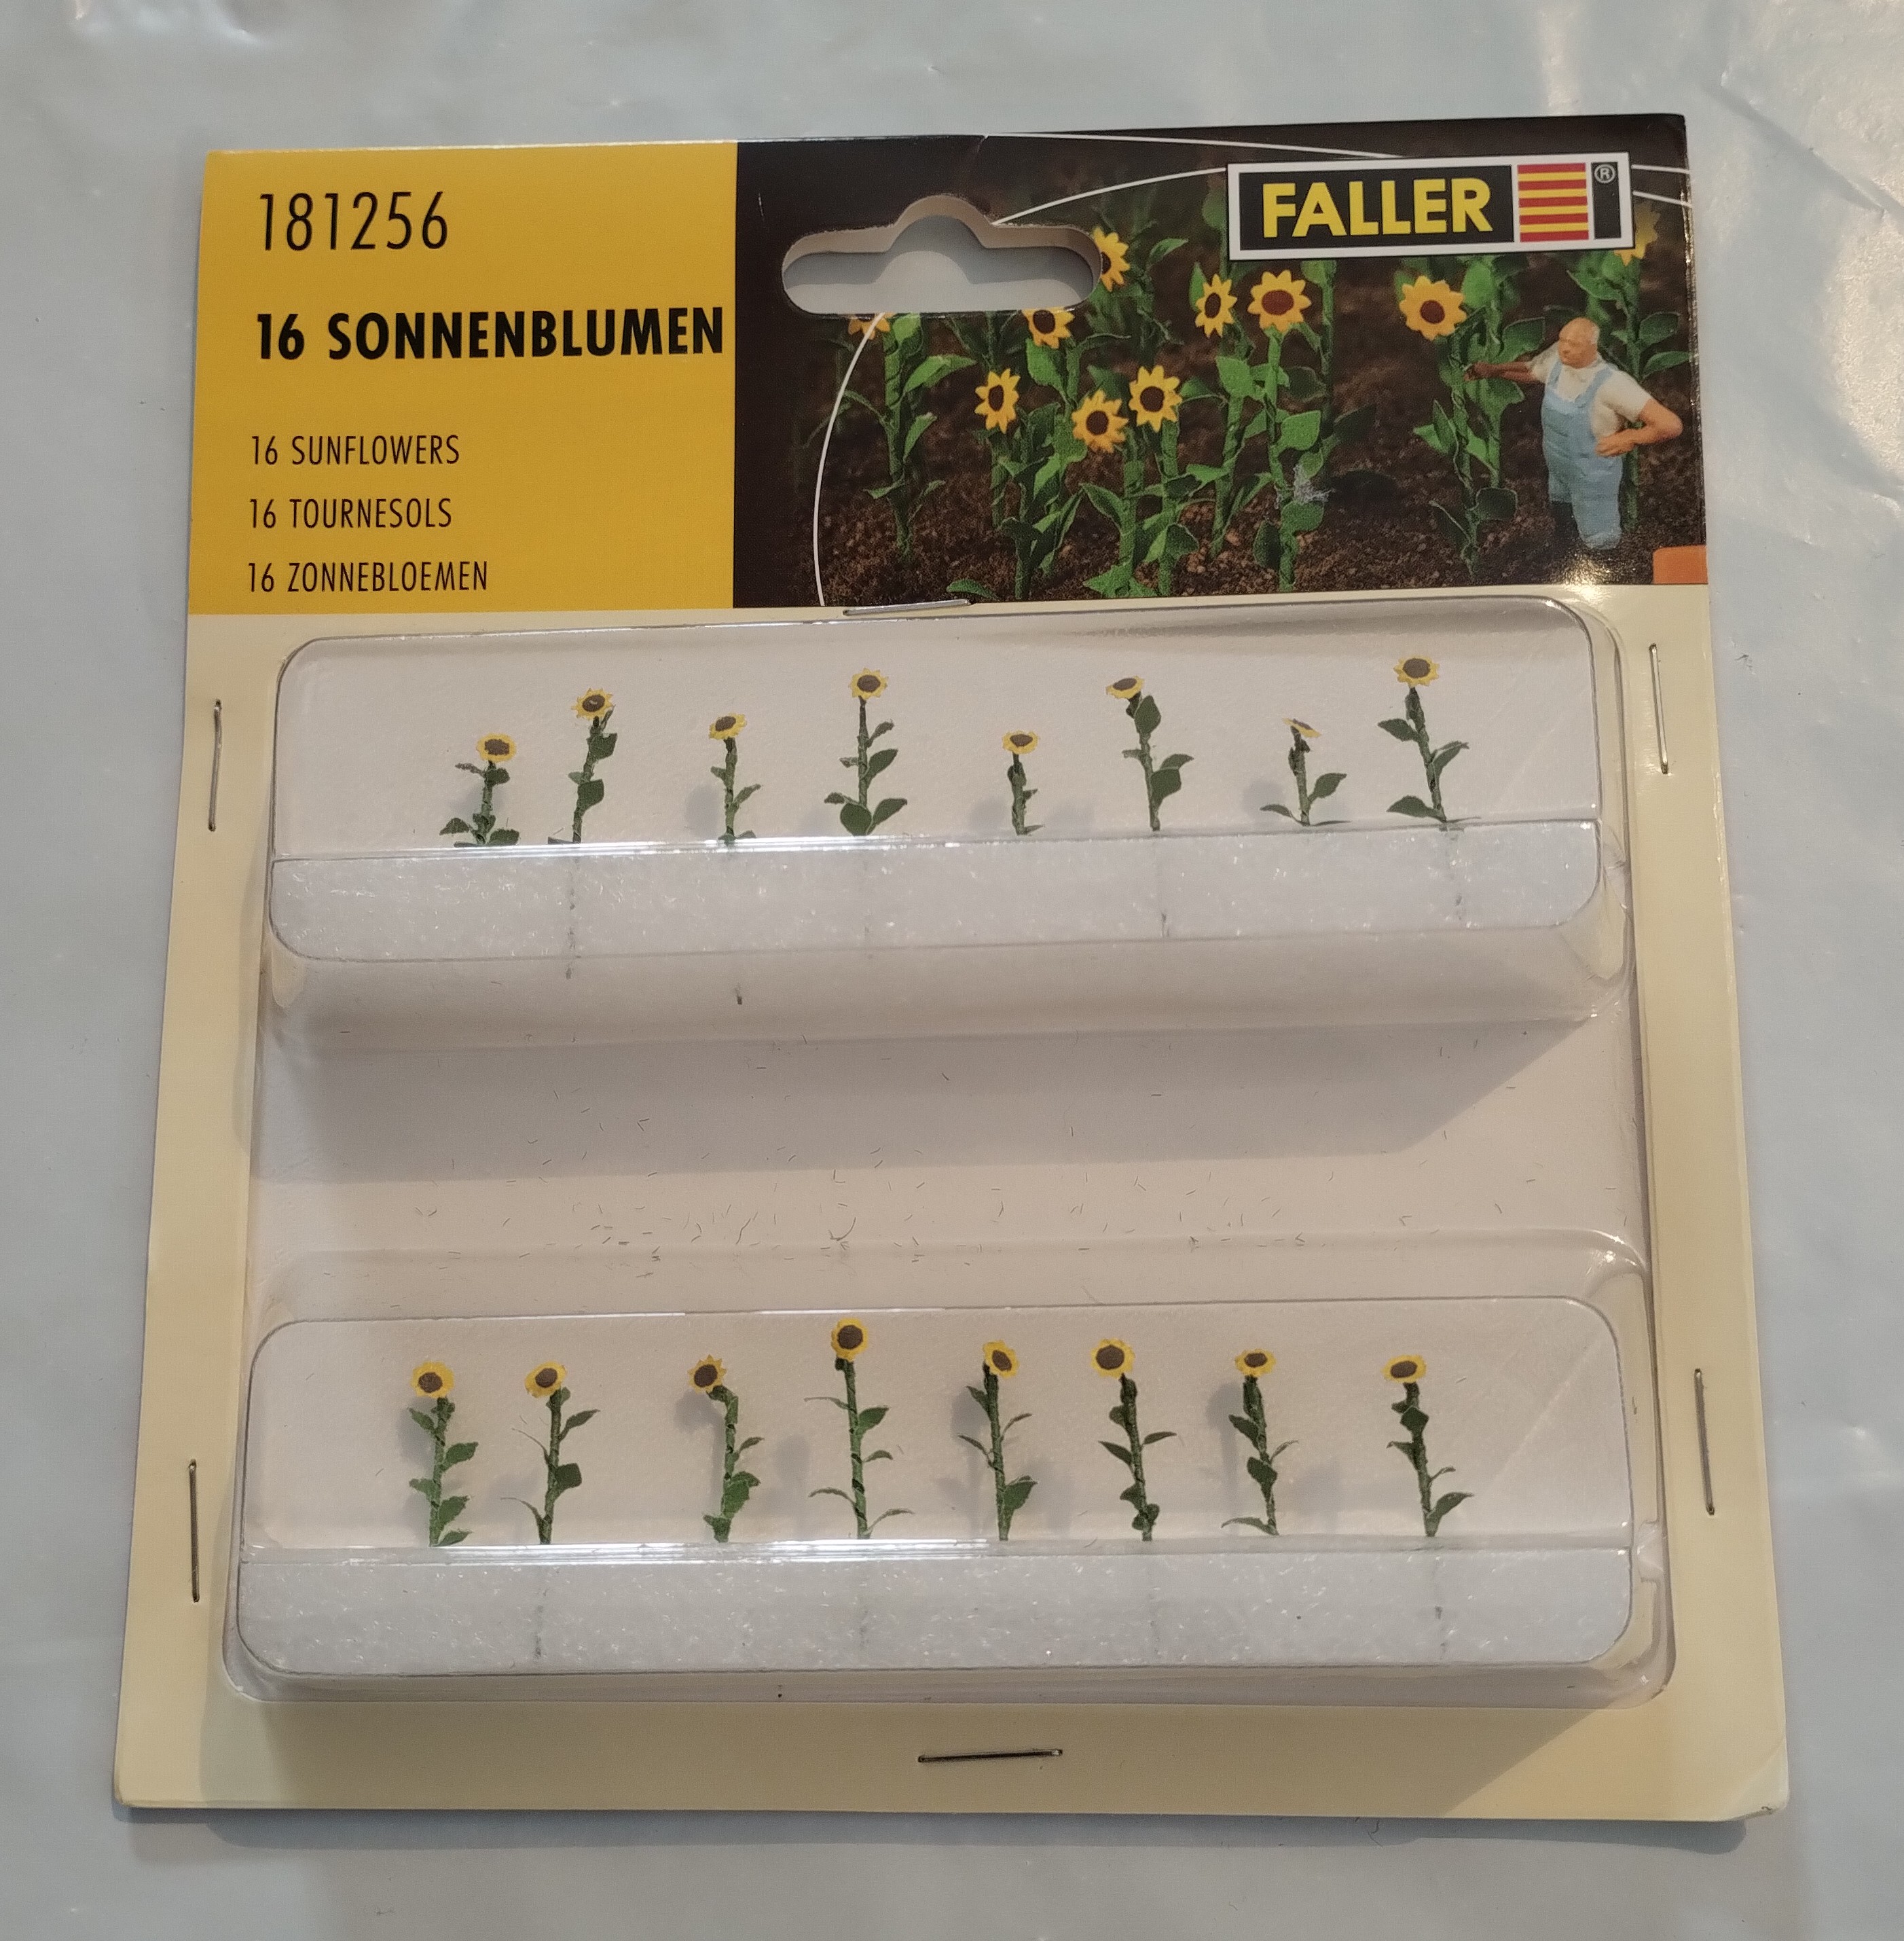 181256
FALLER ®
16 SONNENBLUMEN
16 SUNFLOWERS
16 TOURNESOLS
16 ZONNEBLOEMEN